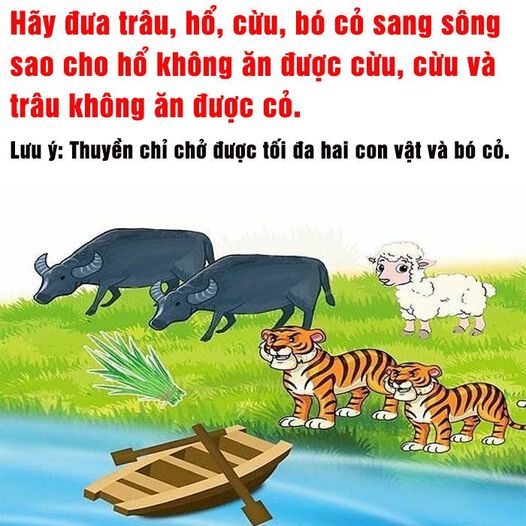 Hãy đưa trâu, hổ, cừu, bó cỏ sang sông
sao cho hổ không ăn được cừu, cừu và
trâu không ăn được cỏ.
Lưu ý: Thuyền chỉ chở được tối đa hai con vật và bó cỏ.